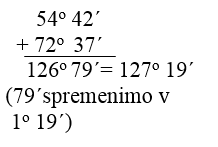 54º 42´
+ 72º 37´
126º 79´= 127º 19´
(79´spremenimo v
1º 19´)